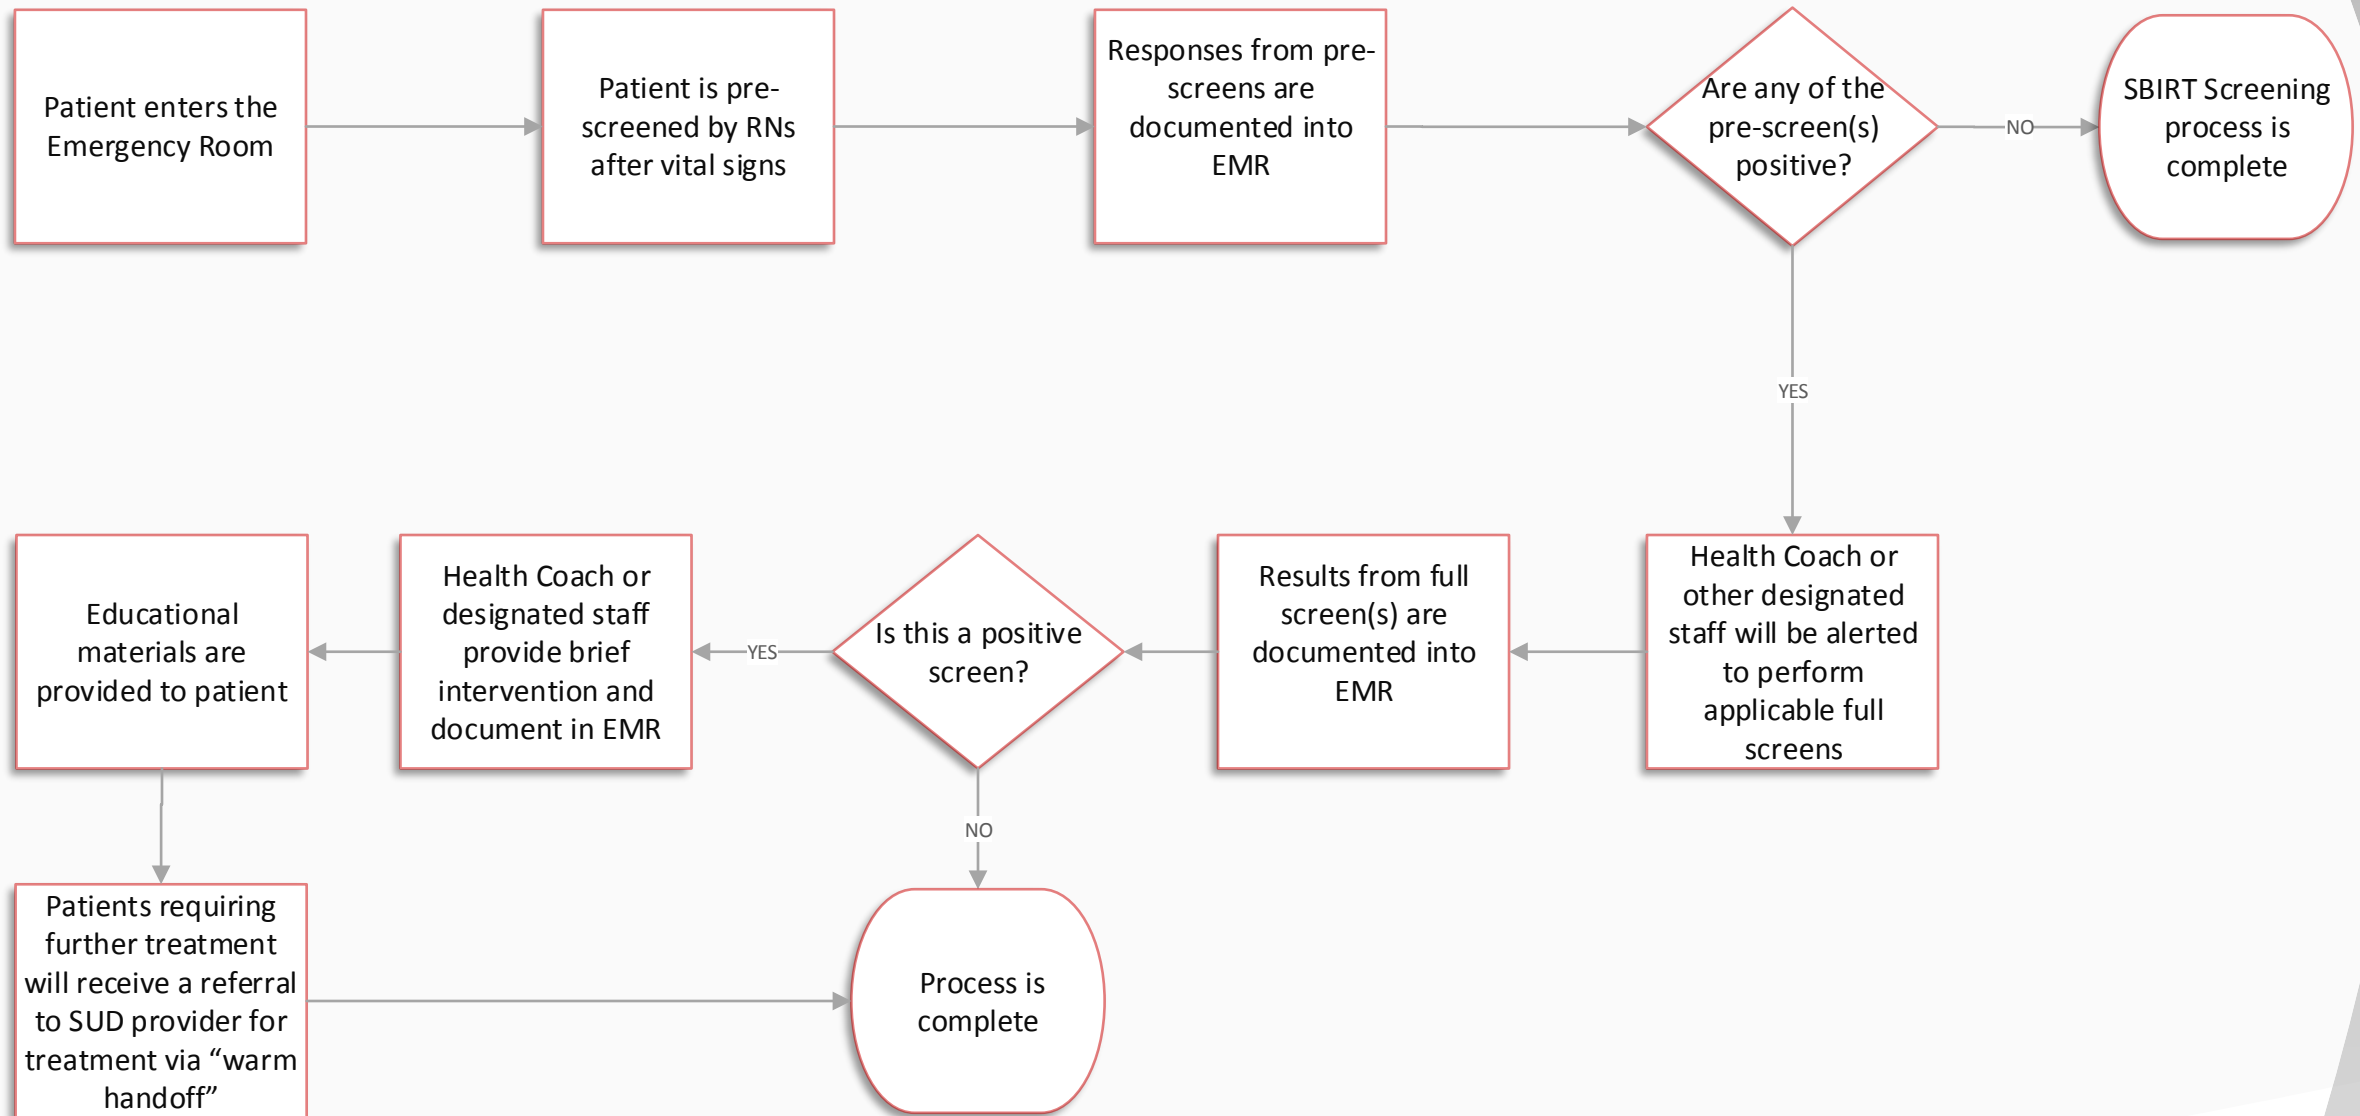 Patient enters the
Emergency Room
Patient is pre-
screened by RNs
after vital signs
Responses from pre-
screens are
documented into
EMR
Are any of the
pre-screen(s)
positive?
NO
SBIRT Screening
process is
complete
YES
Health Coach or
other designated
staff will be alerted
to perform
applicable full
screens
Results from full
screen(s) are
documented into
EMR
Is this a positive
screen?
YES
Health Coach or
designated staff
provide brief
intervention and
document in EMR
Educational
materials are
provided to patient
NO
Patients requiring
further treatment
will receive a referral
to SUD provider for
treatment via “warm
handoff”
Process is
complete